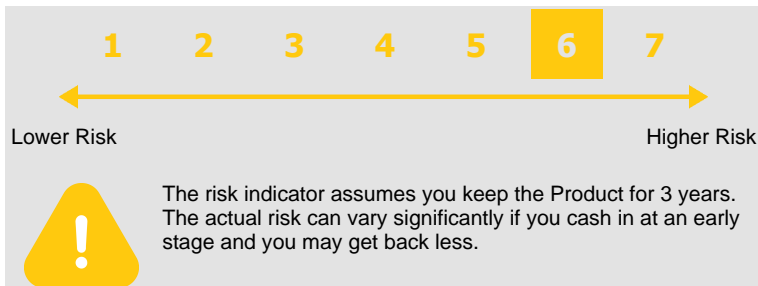 1 2 3 4 5 6 7
Lower Risk Higher Risk
The risk indicator assumes you keep the Product for 3 years.
The actual risk can vary significantly if you cash in at an early
stage and you may get back less.